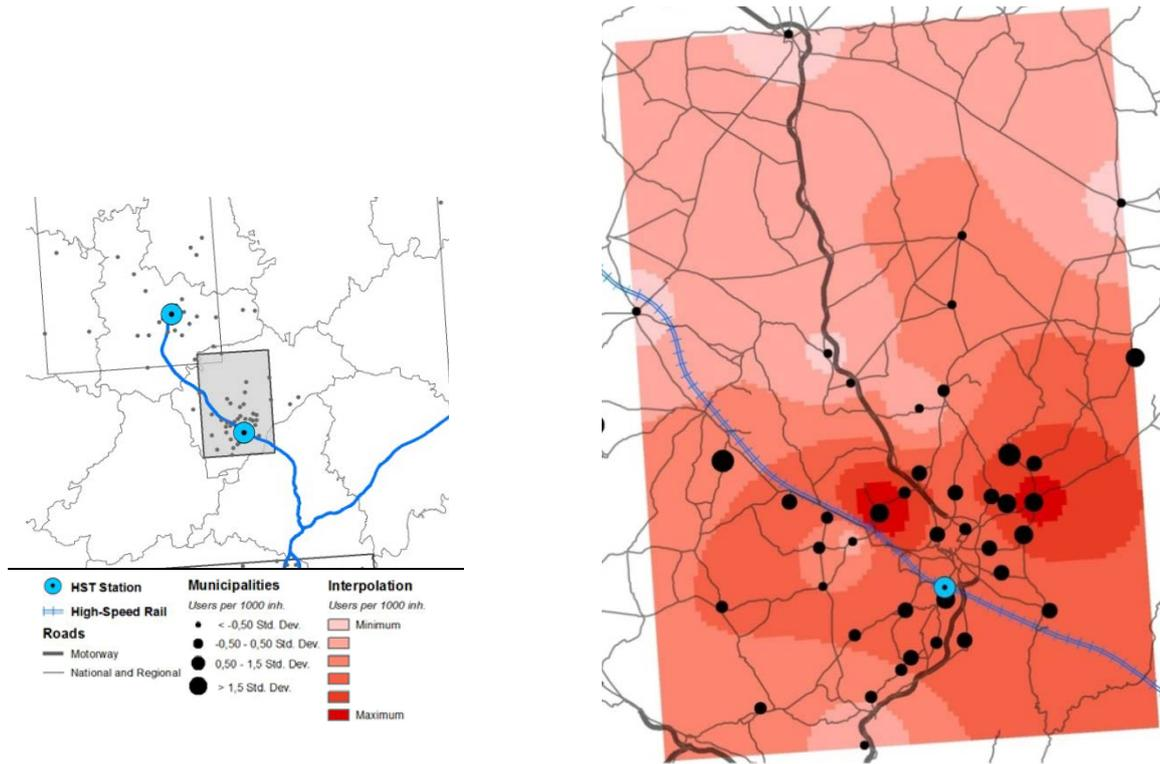 HST Station
High-Speed Rail
Roads
Motorway
National and Regional
Municipalities
Users per 1000 inh.
< -0,50 Std. Dev.
-0,50 - 0,50 Std. Dev.
0,50 - 1,5 Std. Dev.
> 1,5 Std. Dev.
Interpolation
Users per 1000 inh.
Minimum
Maximum